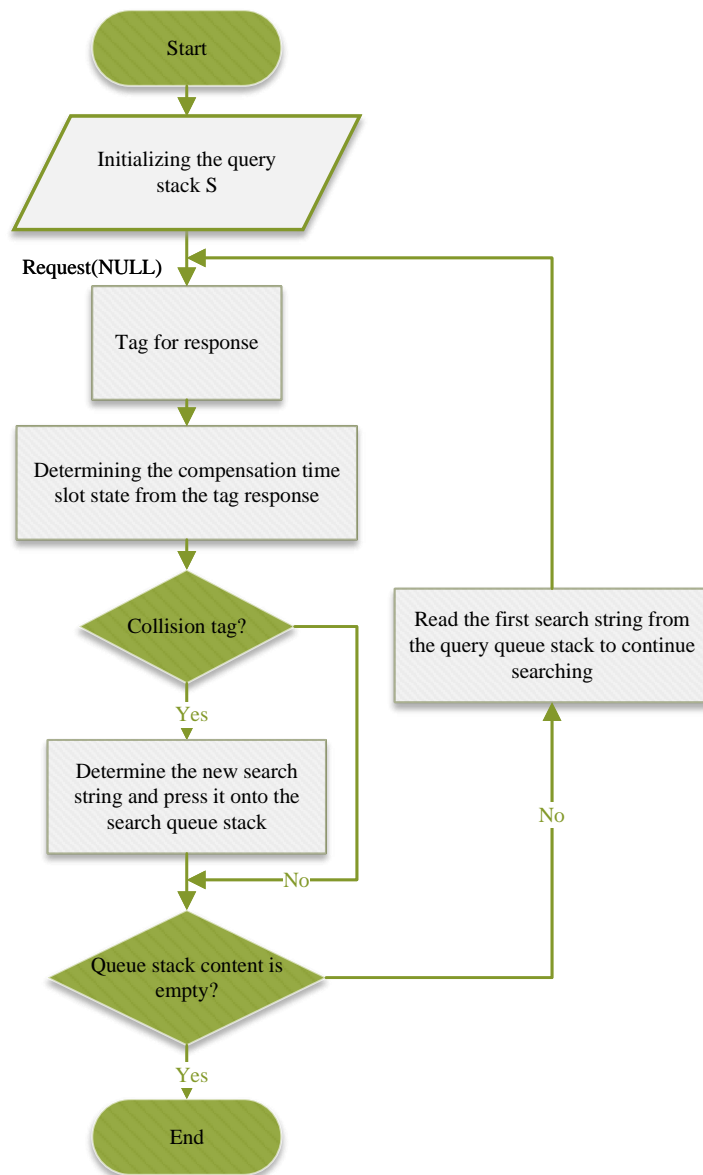 Start
Initializing the query
stack S
Request(NULL)
Tag for response
Determining the compensation time
slot state from the tag response
Collision tag?
Read the first search string from
the query queue stack to continue
searching
Yes
Determine the new search
string and press it onto the
search queue stack
No
No
Queue stack content is
empty?
Yes
End